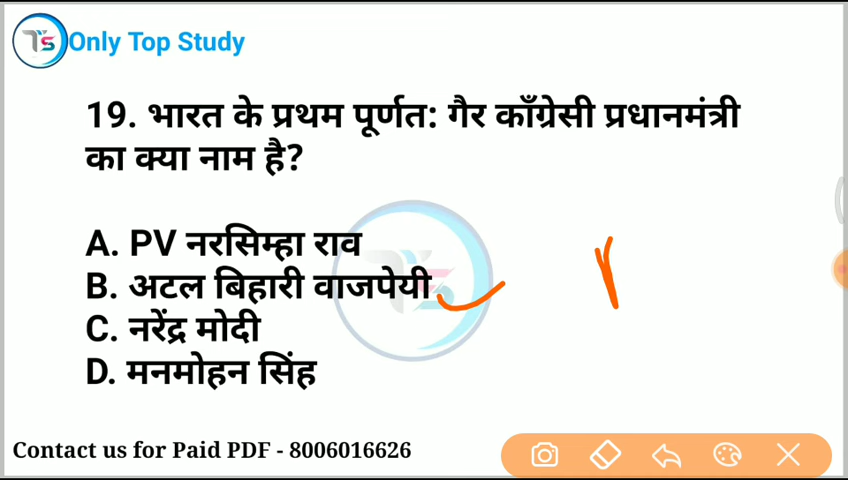 TS Only Top Study
19. भारत के प्रथम पूर्णत: गैर काँग्रेसी प्रधानमंत्री
का क्या नाम है?
A. PV नरसिम्हा राव
B. अटल बिहारी वाजपेयी
C. नरेंद्र मोदी
D. मनमोहन सिंह
Contact us for Paid PDF - 8006016626